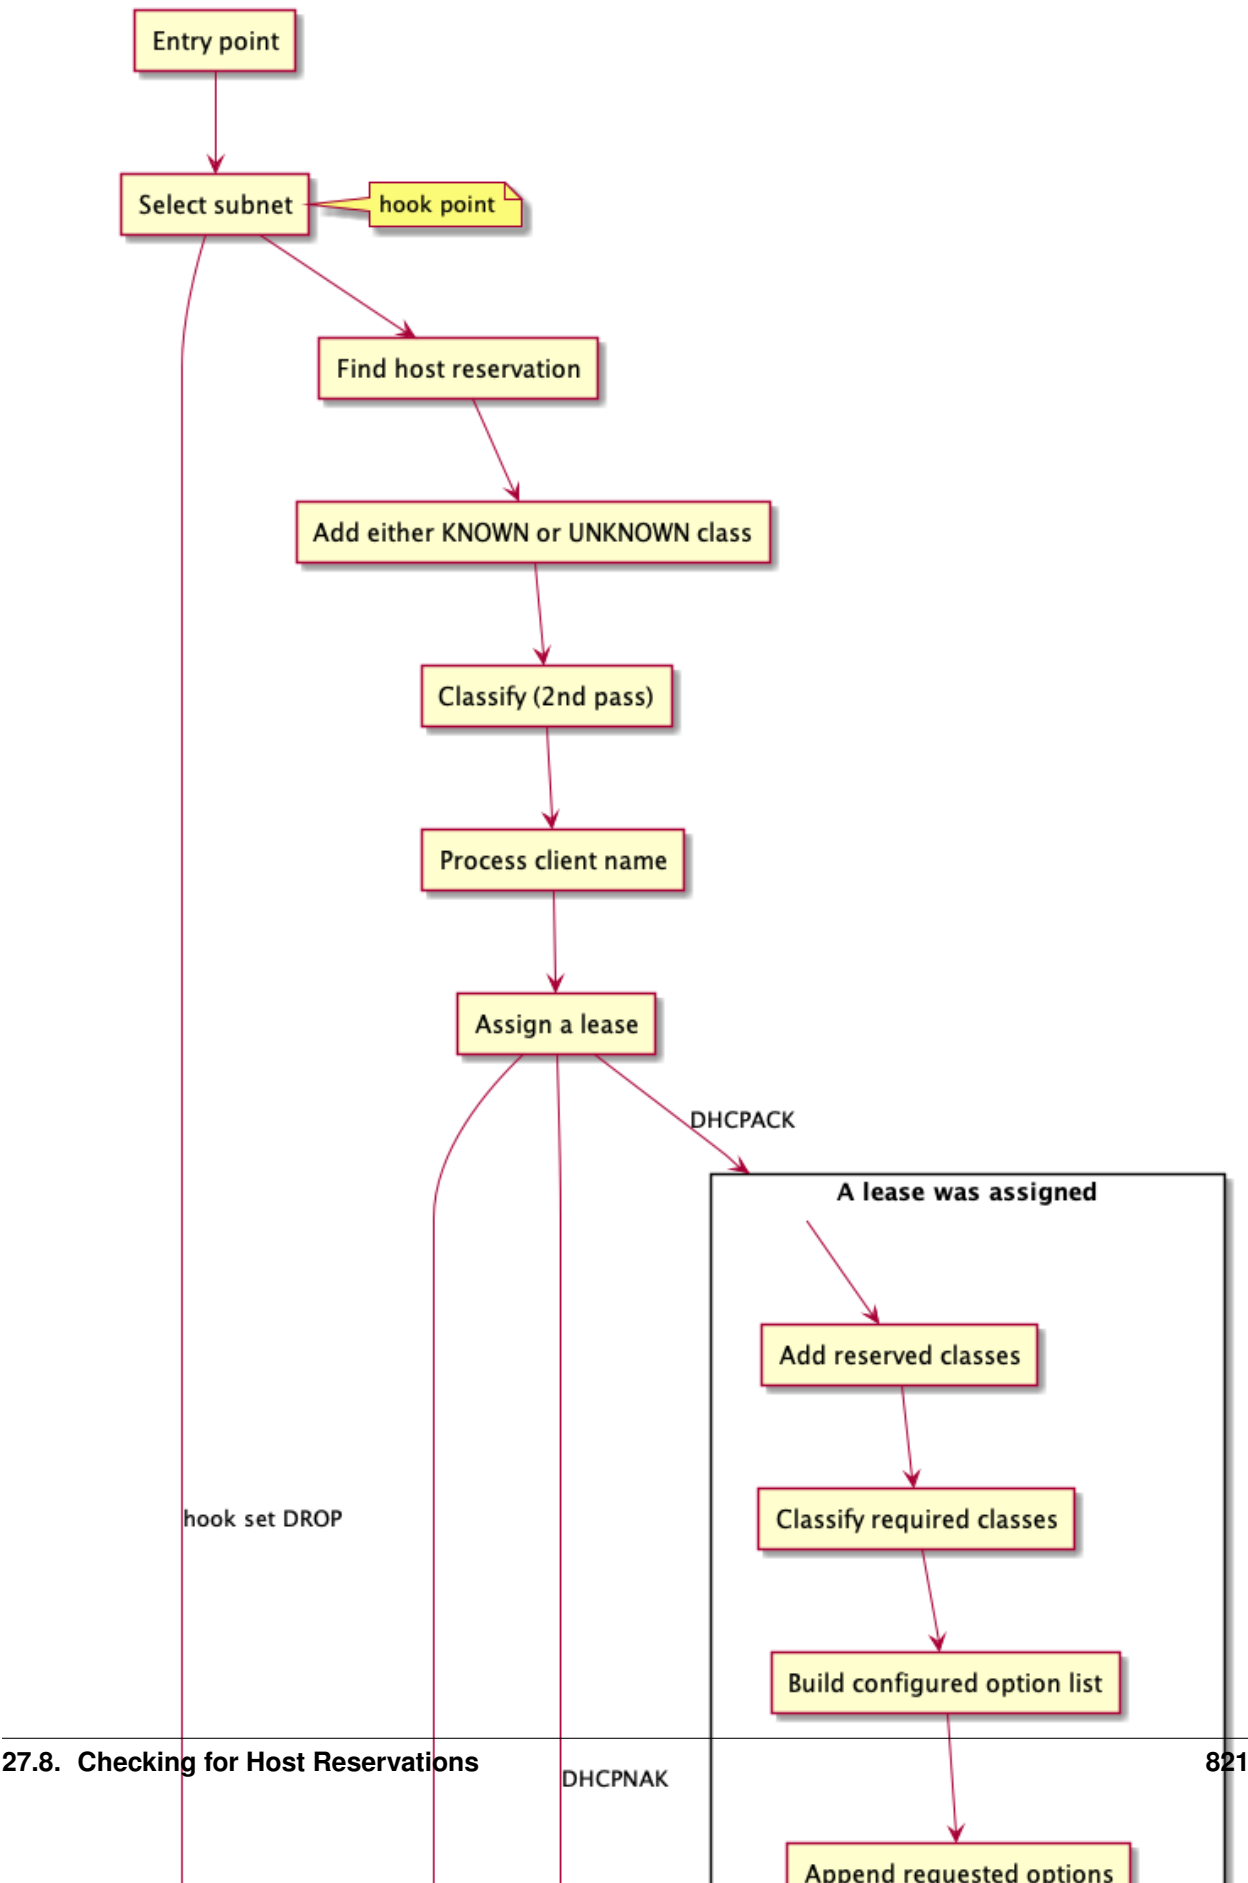 Entry point
Select subnet
hook point
Find host reservation
Add either KNOWN or UNKNOWN class
Classify (2nd pass)
Process client name
Assign a lease
DHCPACK
A lease was assigned
Add reserved classes
Classify required classes
hook set DROP
Build configured option list
27.8. Checking for Host Reservations 821
DHCPNAK
Append requested options